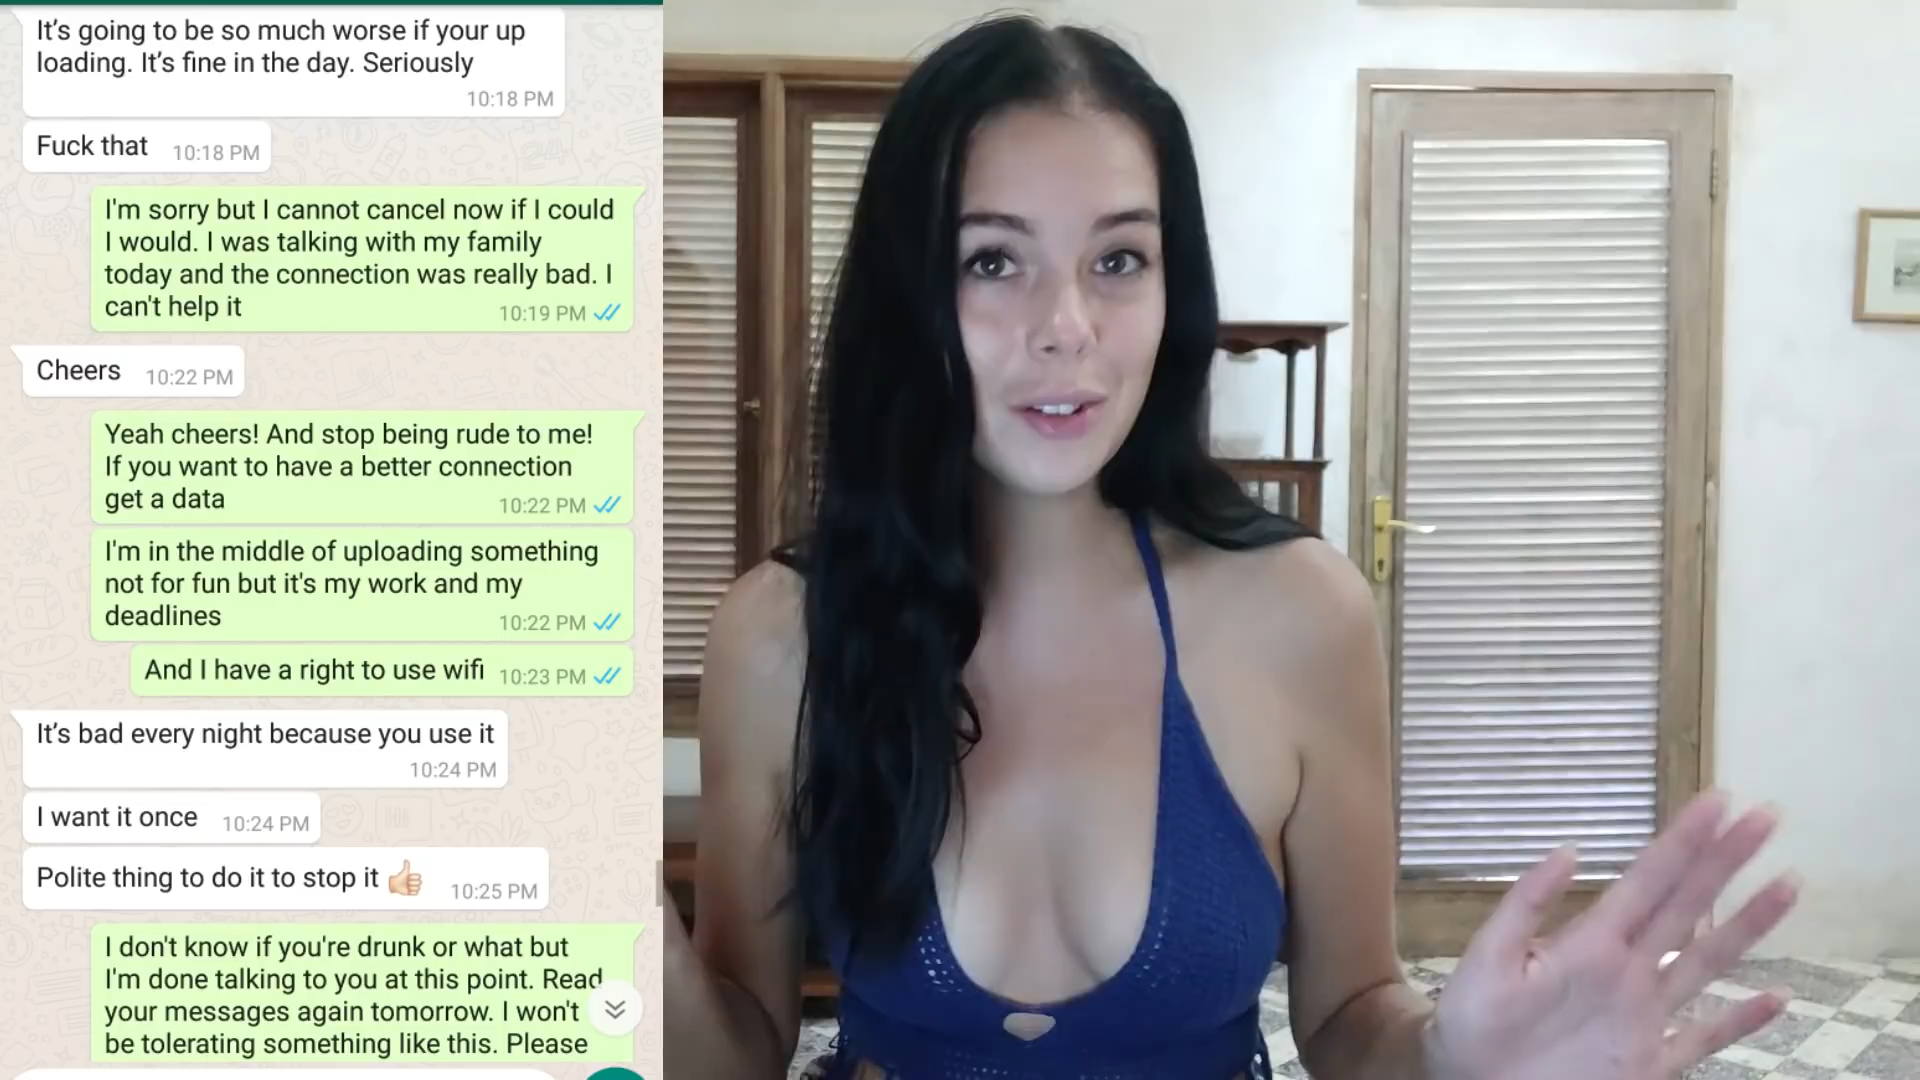 It’s going to be so much worse if your up
loading. It’s fine in the day. Seriously
10:18 PM
Fuck that 10:18 PM
I'm sorry but I cannot cancel now if I could
I would. I was talking with my family
today and the connection was really bad. I
can't help it 10:19 PM
Cheers 10:22 PM
Yeah cheers! And stop being rude to me!
If you want to have a better connection
get a data 10:22 PM
I'm in the middle of uploading something
not for fun but it's my work and my
deadlines 10:22 PM
And I have a right to use wifi 10:23 PM
It’s bad every night because you use it
10:24 PM
I want it once 10:24 PM
Polite thing to do it to stop it 👍🏻 10:25 PM
I don't know if you're drunk or what but
I'm done talking to you at this point. Read
your messages again tomorrow. I won't
be tolerating something like this. Please